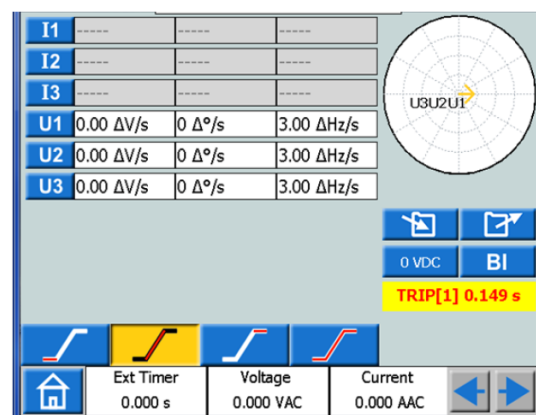 I1 ----- ----- -----
I2 ----- ----- -----
I3 ----- ----- -----
U1 0.00 ΔV/s 0 Δ°/s 3.00 ΔHz/s
U2 0.00 ΔV/s 0 Δ°/s 3.00 ΔHz/s
U3 0.00 ΔV/s 0 Δ°/s 3.00 ΔHz/s
U3U2U1
0 VDC BI
TRIP[1] 0.149 s
Ext Timer Voltage Current
0.000 s 0.000 VAC 0.000 AAC